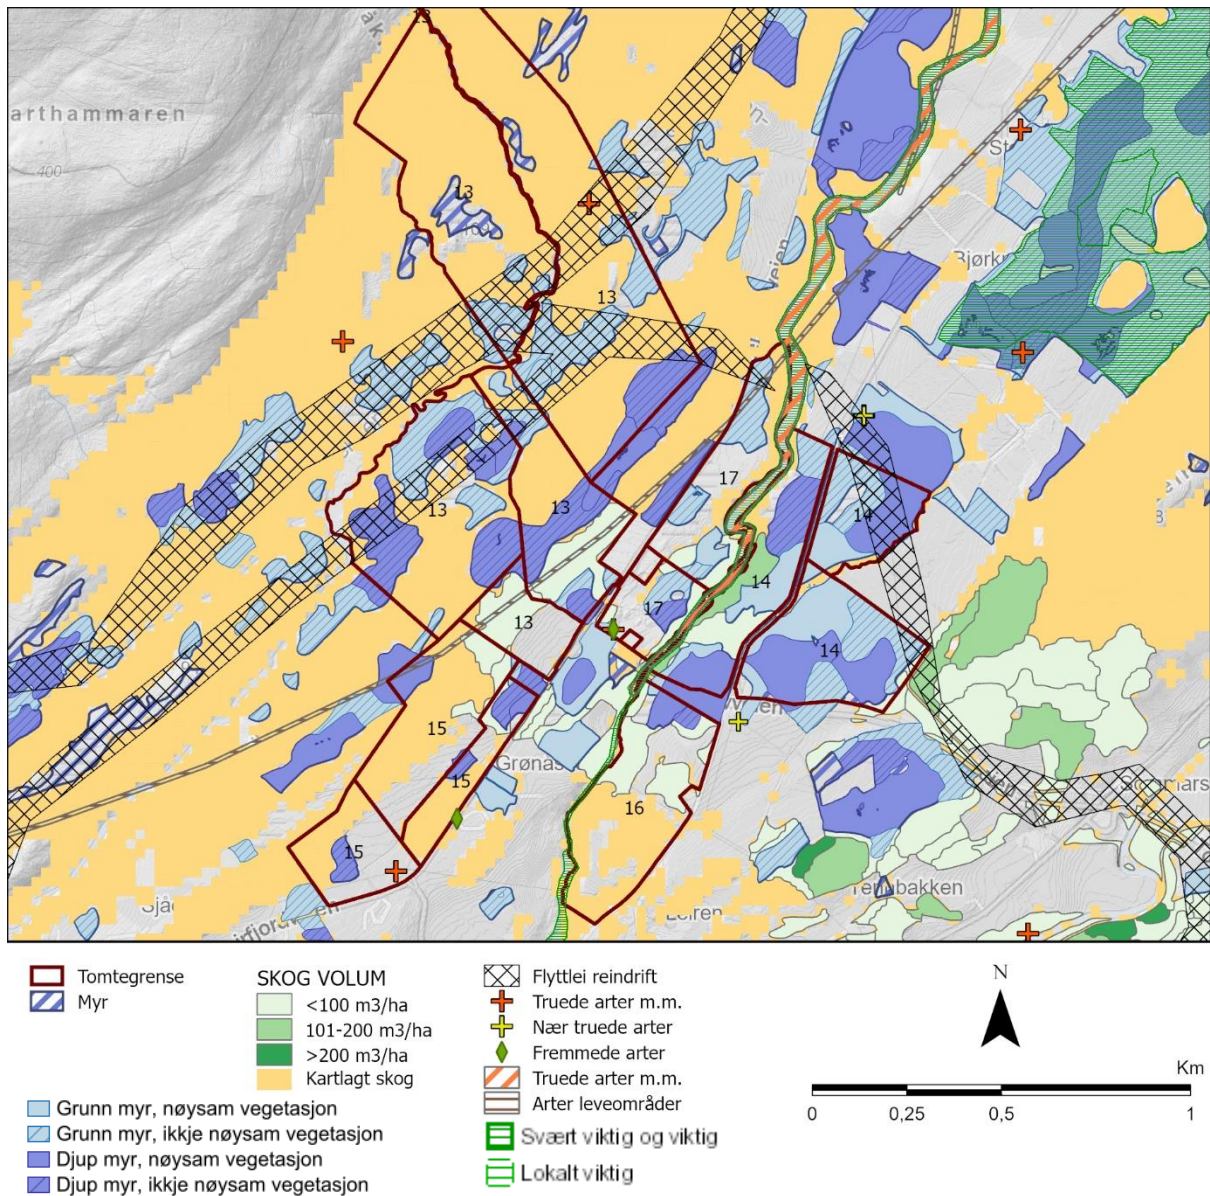 arthammaren
400
St
13
13
Bjørk
13
17
14
13
13
14
17
13
14
15
Grønas
15
16
15
Leiren
Tomtegrense
Myr
SKOG VOLUM
<100 m3/ha
101-200 m3/ha
>200 m3/ha
Kartlagt skog
Grunn myr, nøysam vegetasjon
Grunn myr, ikkje nøysam vegetasjon
Djup myr, nøysam vegetasjon
Djup myr, ikkje nøysam vegetasjon
Flyttlei reindrift
Truede arter m.m.
Nær truede arter
Fremmede arter
Truede arter m.m.
Arter leveområder
Svært viktig og viktig
Lokalt viktig
N
Km
0 0,25 0,5 1